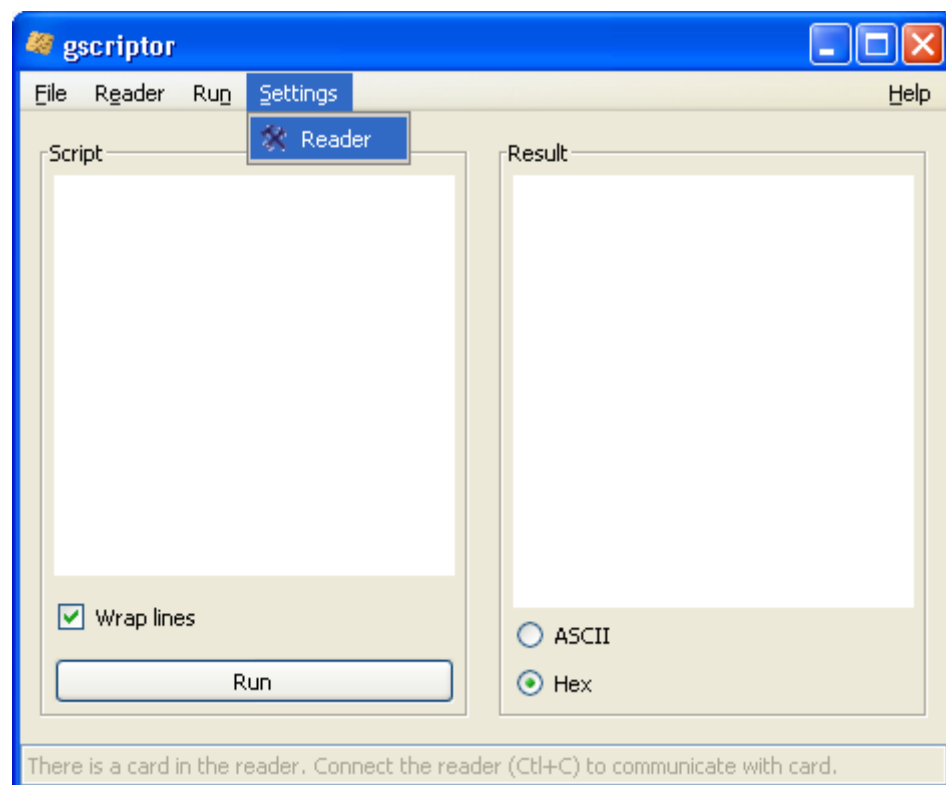 gscriptor
File Reader Run Settings Help
Reader
Script Result
Wrap lines
ASCII
Run
Hex
There is a card in the reader. Connect the reader (Ctl+C) to communicate with card.